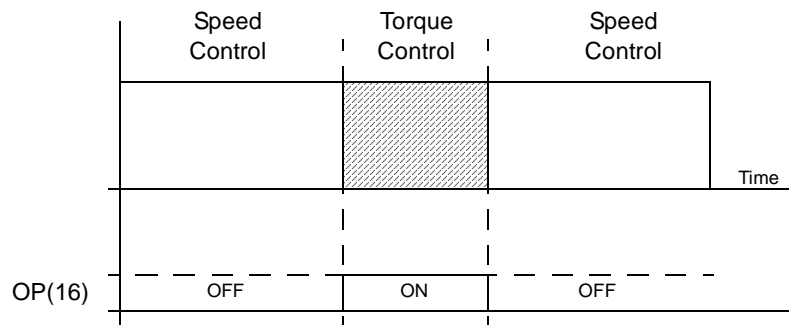 Speed
Control
Torque
Control
Speed
Control
Time
OP(16)
OFF
ON
OFF